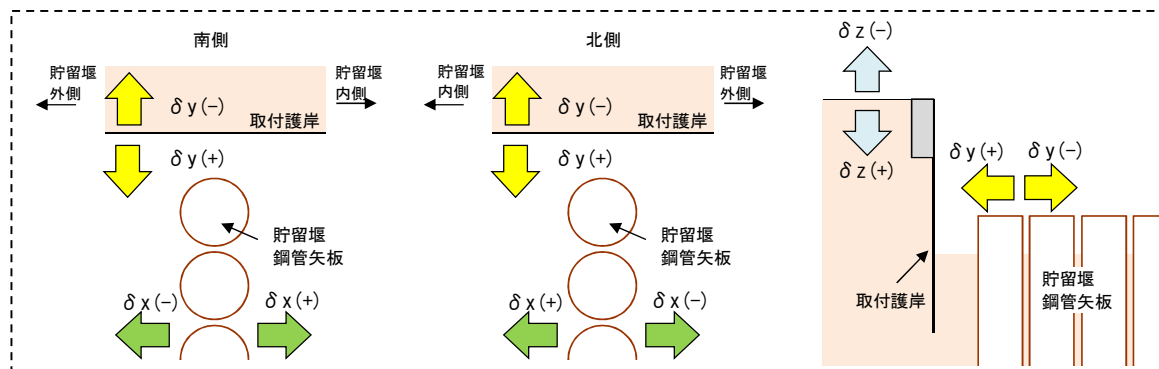 南側
貯留堰
外側
貯留堰
内側
δy(−)
取付護岸
δy(+)
貯留堰
鋼管矢板
δx(−)
δx(+)
北側
貯留堰
内側
貯留堰
外側
δy(−)
取付護岸
δy(+)
貯留堰
鋼管矢板
δx(+)
δx(−)
δz(−)
δz(+)
δy(+)
δy(−)
取付護岸
貯留堰
鋼管矢板